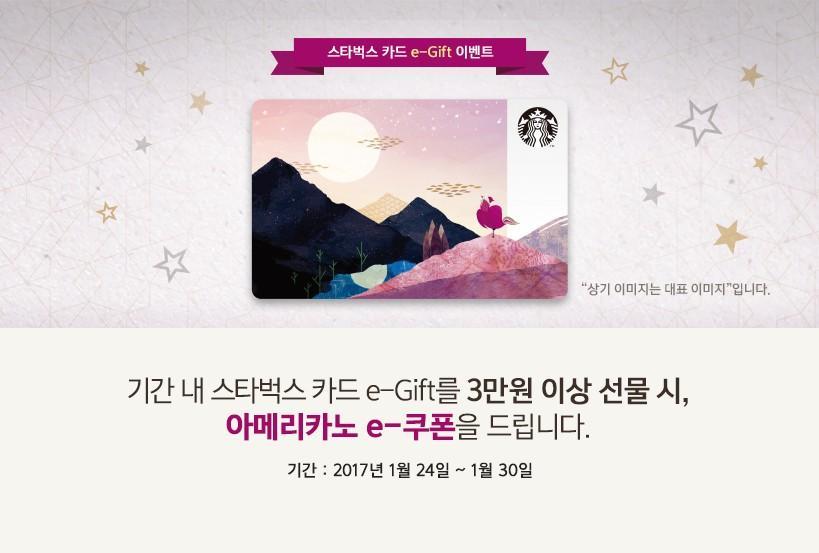 스타벅스 카드 e-Gift 이벤트
“상기 이미지는 대표 이미지”입니다.
기간 내 스타벅스 카드 e-Gift를 3만원 이상 선물 시,
아메리카노 e-쿠폰을 드립니다.
기간 : 2017년 1월 24일 ~ 1월 30일